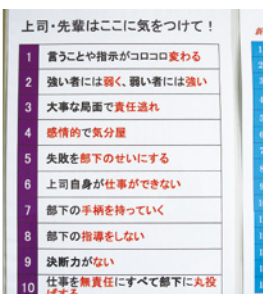 上司・先輩はここに気をつけて！
1 言うことや指示がコロコロ変わる
2 強い者には弱く、弱い者には強い
3 大事な局面で責任逃れ
4 感情的で気分屋
5 失敗を部下のせいにする
6 上司自身が仕事ができない
7 部下の手柄を持っていく
8 部下の指導をしない
9 決断力がない
10 仕事を無責任にすべて部下に丸投
げする